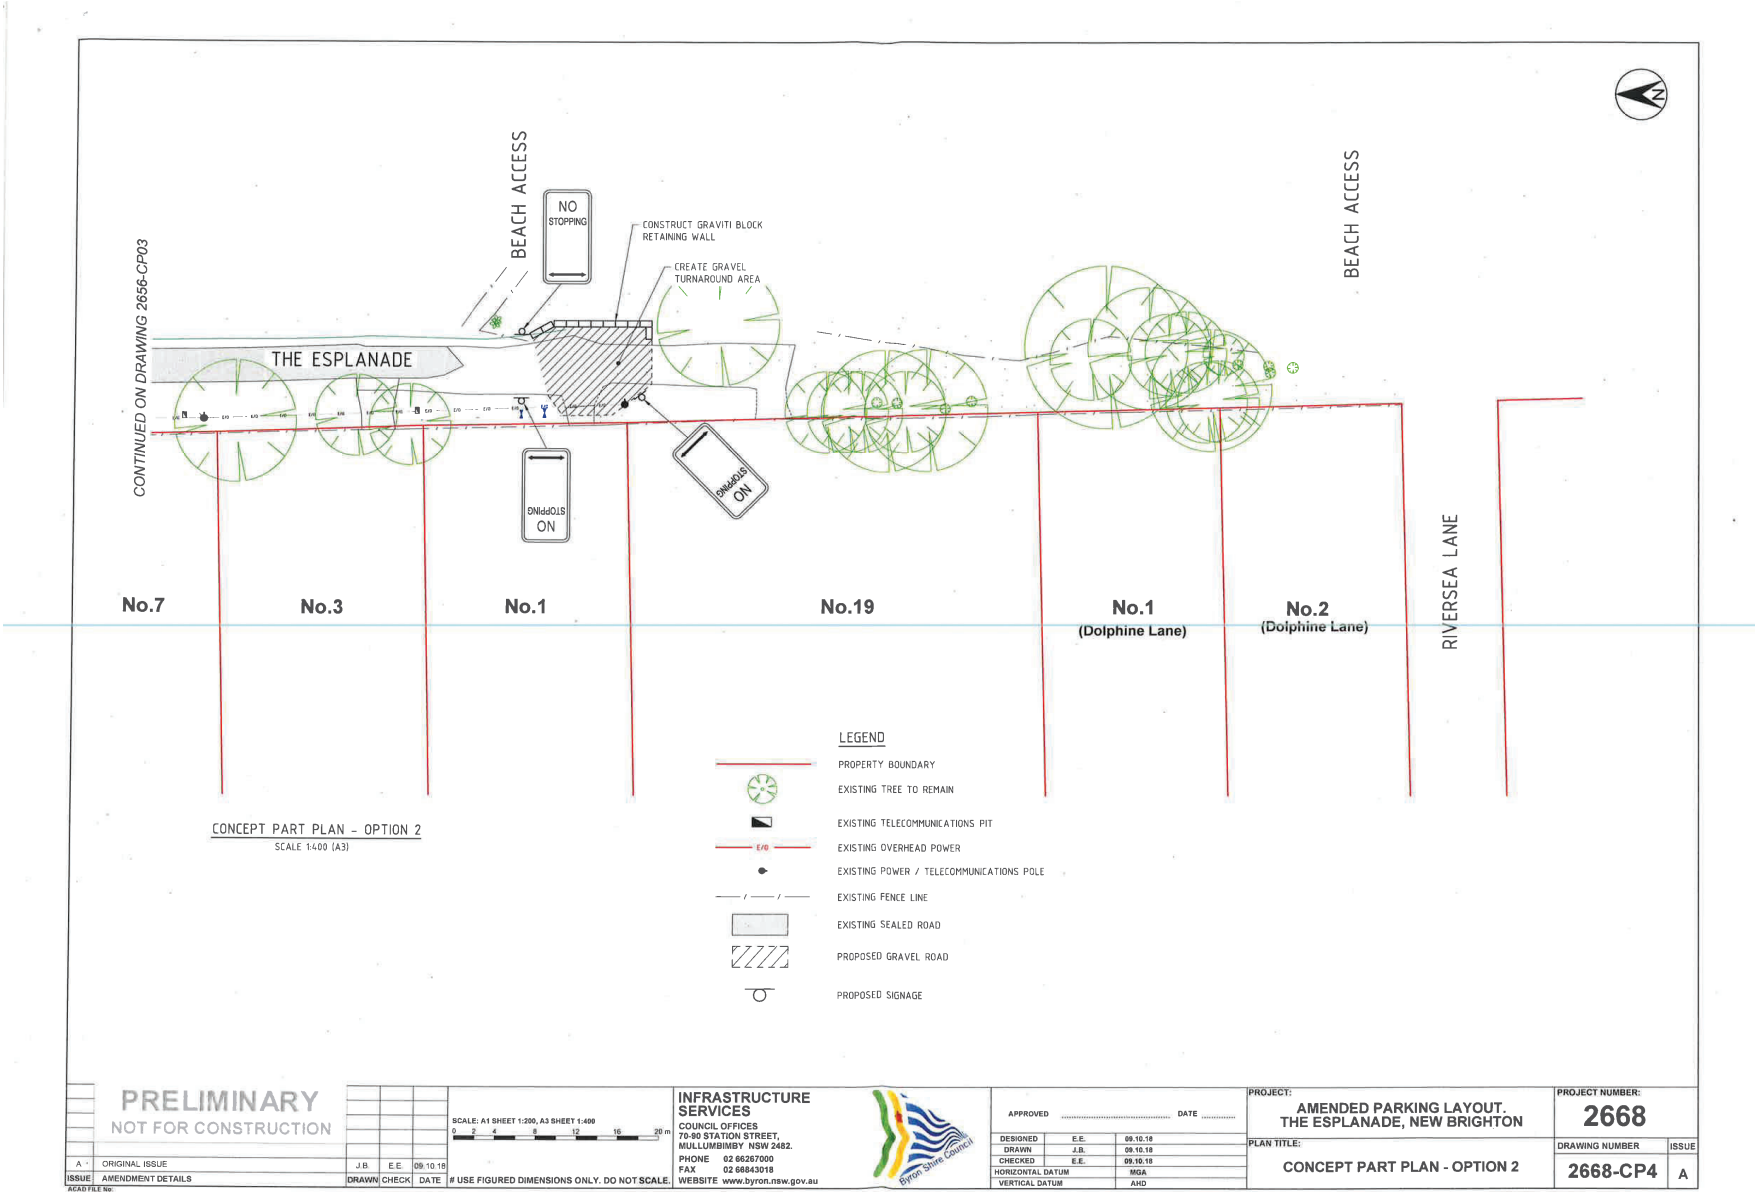 BEACH ACCESS
BEACH ACCESS
NO
STOPPING
CONSTRUCT GRAVITI BLOCK
RETAINING WALL
CREATE GRAVEL
TURNAROUND AREA
CONTINUED ON DRAWING 2656-CP03
THE ESPLANADE
E/O
E/O
E/O
E/O
E/O
E/O
E/O
E/O
E/O
NO
STOPPING
NO
STOPPING
No.7
No.3
No.1
No.19
No.1
(Dolphine Lane)
No.2
(Dolphine Lane)
RIVERSEA LANE
N
CONCEPT PART PLAN - OPTION 2
SCALE 1:400 (A3)
LEGEND
PROPERTY BOUNDARY
EXISTING TREE TO REMAIN
EXISTING TELECOMMUNICATIONS PIT
E/O
EXISTING OVERHEAD POWER
EXISTING POWER / TELECOMMUNICATIONS POLE
EXISTING FENCE LINE
EXISTING SEALED ROAD
PROPOSED GRAVEL ROAD
PROPOSED SIGNAGE
PRELIMINARY
NOT FOR CONSTRUCTION
A ORIGINAL ISSUE J.B. E.E. 09.10.18
ISSUE AMENDMENT DETAILS DRAWN CHECK DATE
ACAD FILE No:
SCALE: A1 SHEET 1:200, A3 SHEET 1:400
0 2 4 8 12 16 20 m
# USE FIGURED DIMENSIONS ONLY. DO NOT SCALE.
INFRASTRUCTURE
SERVICES
COUNCIL OFFICES
70-90 STATION STREET,
MULLUMBIMBY NSW 2482.
PHONE 02 66267000
FAX 02 66843018
WEBSITE www.byron.nsw.gov.au
Byron Shire Council
APPROVED DATE
DESIGNED E.E. 09.10.18
DRAWN J.B. 09.10.18
CHECKED E.E. 09.10.18
HORIZONTAL DATUM MGA
VERTICAL DATUM AHD
PROJECT:
AMENDED PARKING LAYOUT.
THE ESPLANADE, NEW BRIGHTON
PLAN TITLE:
CONCEPT PART PLAN - OPTION 2
PROJECT NUMBER:
2668
DRAWING NUMBER ISSUE
2668-CP4 A